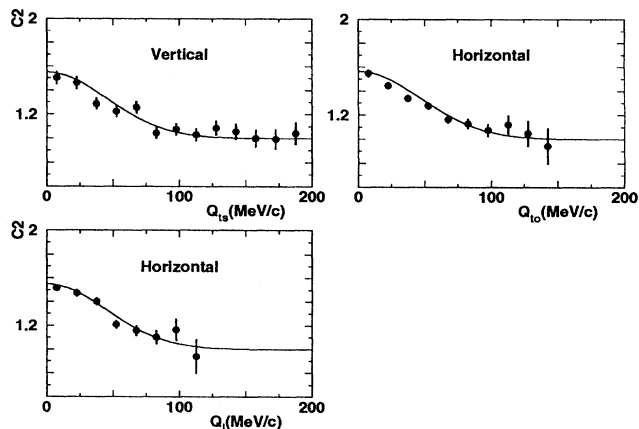 C2
2
1.2
Vertical
0
100
200
Q_ts(MeV/c)
2
1.2
Horizontal
0
100
200
Q_to(MeV/c)
C2
2
1.2
Horizontal
0
100
200
Q_l(MeV/c)